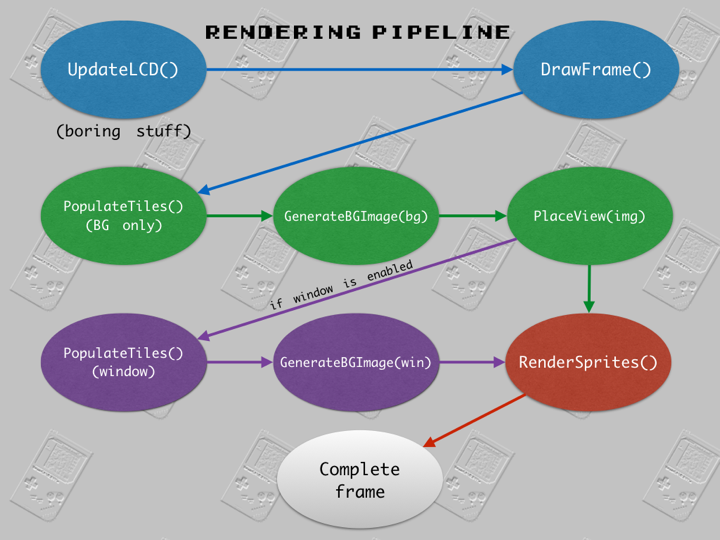 RENDERING PIPELINE
UpdateLCD()
DrawFrame()
(boring stuff)
PopulateTiles()
(BG only)
GenerateBGImage(bg)
PlaceView(img)
if window is enabled
PopulateTiles()
(window)
GenerateBGImage(win)
RenderSprites()
Complete
frame